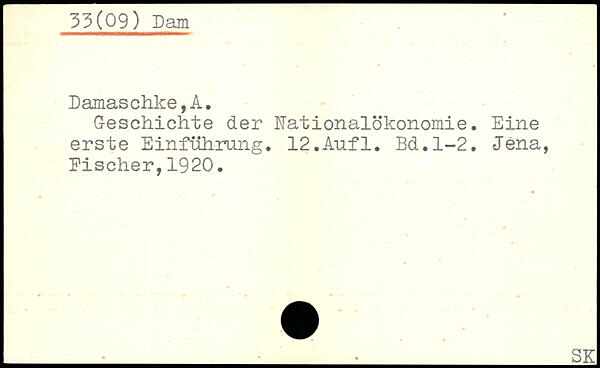 33(09) Dam
Damaschke,A.
Geschichte der Nationalökonomie. Eine
erste Einführung. 12.Aufl. Bd.1-2. Jena,
Fischer,1920.
SK